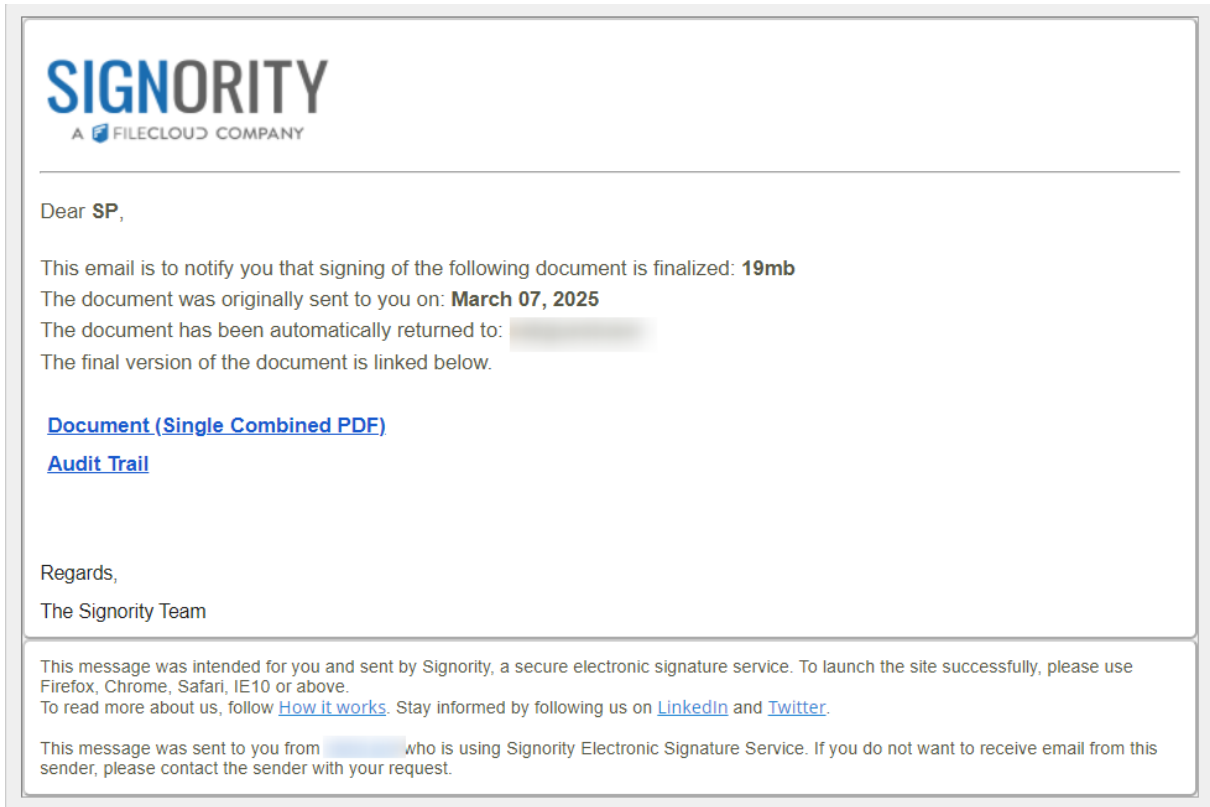 SIGNORITY
A FILECLOUD COMPANY
Dear SP,
This email is to notify you that signing of the following document is finalized: 19mb
The document was originally sent to you on: March 07, 2025
The document has been automatically returned to:
The final version of the document is linked below.
Document (Single Combined PDF)
Audit Trail
Regards,
The Signority Team
This message was intended for you and sent by Signority, a secure electronic signature service. To launch the site successfully, please use
Firefox, Chrome, Safari, IE10 or above.
To read more about us, follow How it works. Stay informed by following us on LinkedIn and Twitter.
This message was sent to you from who is using Signority Electronic Signature Service. If you do not want to receive email from this
sender, please contact the sender with your request.